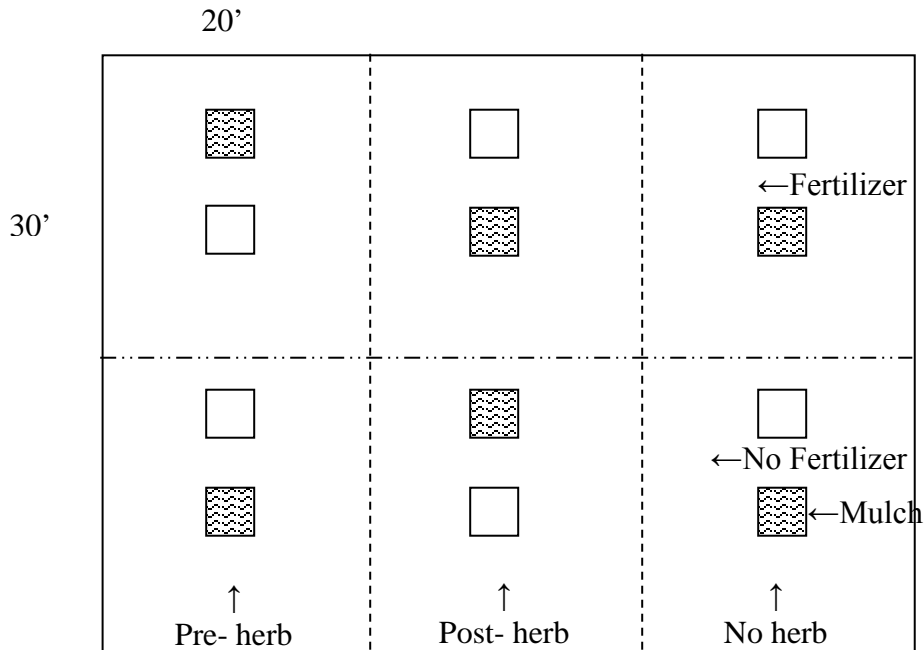 20’
←Fertilizer
30’
←No Fertilizer
←Mulch
↑ ↑ ↑
Pre- herb Post- herb No herb